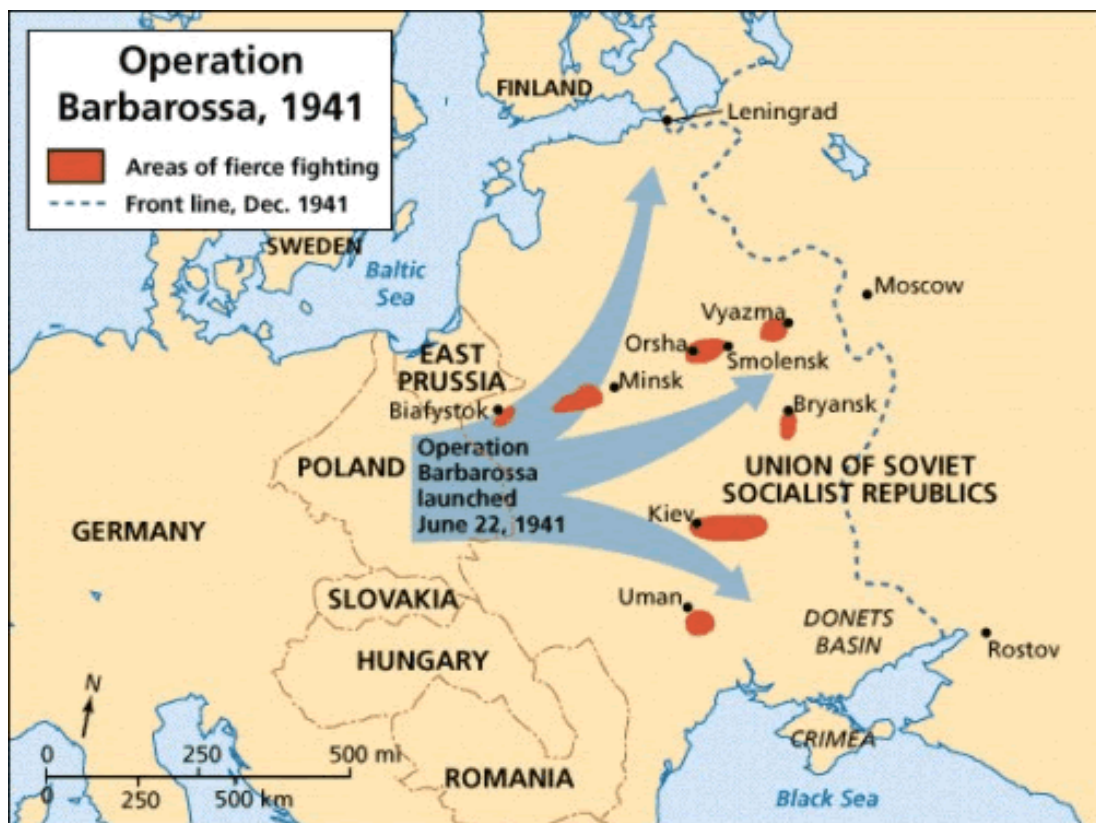 Operation
Barbarossa, 1941
Areas of fierce fighting
Front line, Dec. 1941
FINLAND
Leningrad
SWEDEN
Baltic
Sea
Moscow
Vyazma
Orsha
Smolensk
EAST
PRUSSIA
Minsk
Biafystok
Bryansk
Operation
Barbarossa
launched
June 22, 1941
POLAND
UNION OF SOVIET
SOCIALIST REPUBLICS
GERMANY
Kiev
SLOVAKIA
Uman
DONETS
BASIN
HUNGARY
Rostov
N
CRIMEA
0 250 500 mi
0 250 500 km
ROMANIA
Black Sea